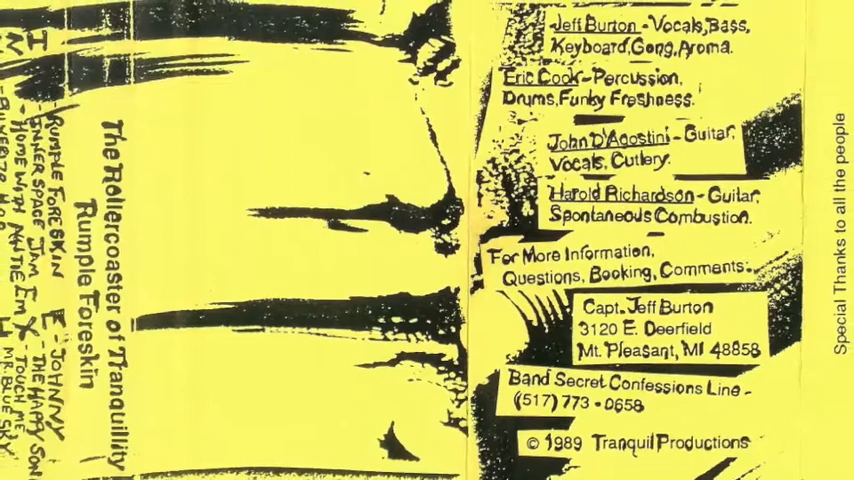 Jeff Burton - Vocals, Bass,
Keyboard, Gong, Aroma.
Eric Cook - Percussion,
Drums, Funky Freshness.
John D'Agostini - Guitar,
Vocals, Cutlery.
Harold Richardson - Guitar,
Spontaneous Combustion.
For More Information,
Questions, Booking, Comments:
Capt. Jeff Burton
3120 E. Deerfield
Mt. Pleasant, MI 48858
Band Secret Confessions Line -
(517) 773 - 0658
© 1989 Tranquil Productions
Special Thanks to all the people
The Rollercoaster of Tranquillity
Rumple Foreskin
- RUMPLE FORESKIN E - JOHNNY
- INNER SPACE JAM - THE HAPPY SON
- HOME WITH - TOUCH ME
MR. BLUE SKY